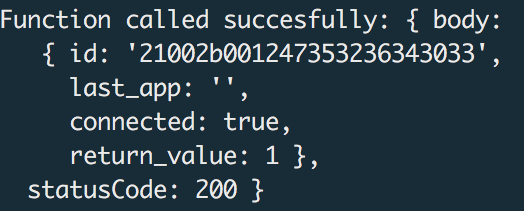 Function called succesfully: { body:
{ id: '21002b001247353236343033',
last_app: '',
connected: true,
return_value: 1 },
statusCode: 200 }